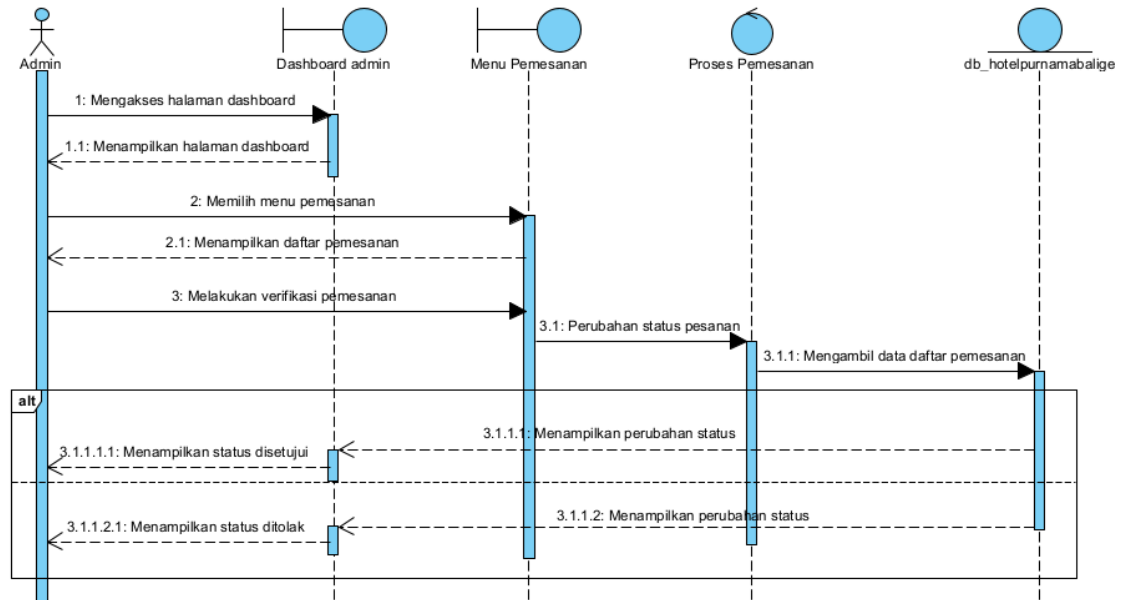 Admin
Dashboard admin
Menu Pemesanan
Proses Pemesanan
db_hotelpurnamabalige
1: Mengakses halaman dashboard
1.1: Menampilkan halaman dashboard
2: Memilih menu pemesanan
2.1: Menampilkan daftar pemesanan
3: Melakukan verifikasi pemesanan
3.1: Perubahan status pesanan
3.1.1: Mengambil data daftar pemesanan
alt
3.1.1.1: Menampilkan perubahan status
3.1.1.1.1: Menampilkan status disetujui
3.1.1.2: Menampilkan perubahan status
3.1.1.2.1: Menampilkan status ditolak